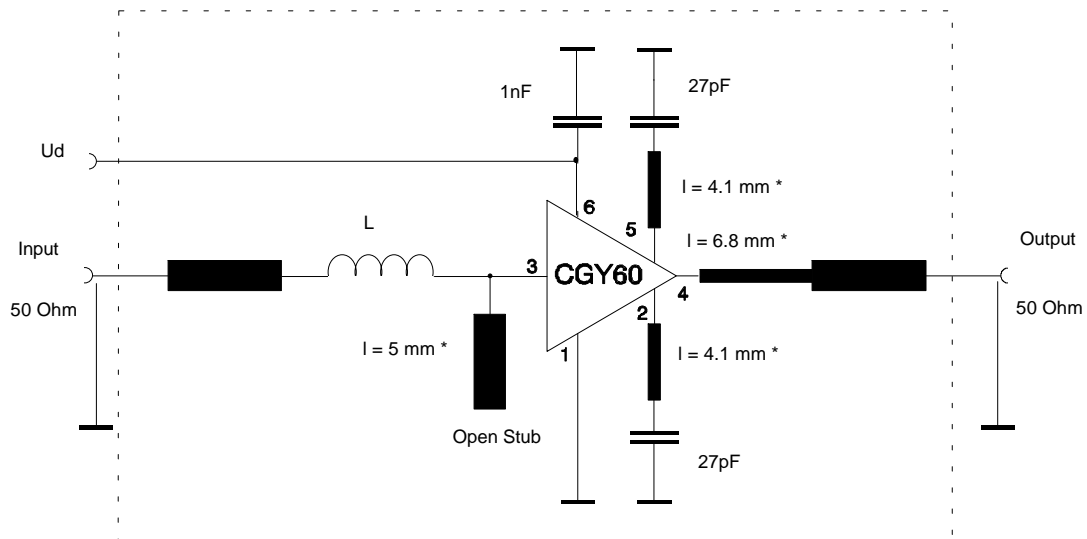 1nF
27pF
Ud
6
l = 4.1 mm *
L
5
l = 6.8 mm *
Input
Output
3
CGY60
4
50 Ohm
50 Ohm
2
l = 5 mm *
1
l = 4.1 mm *
Open Stub
27pF